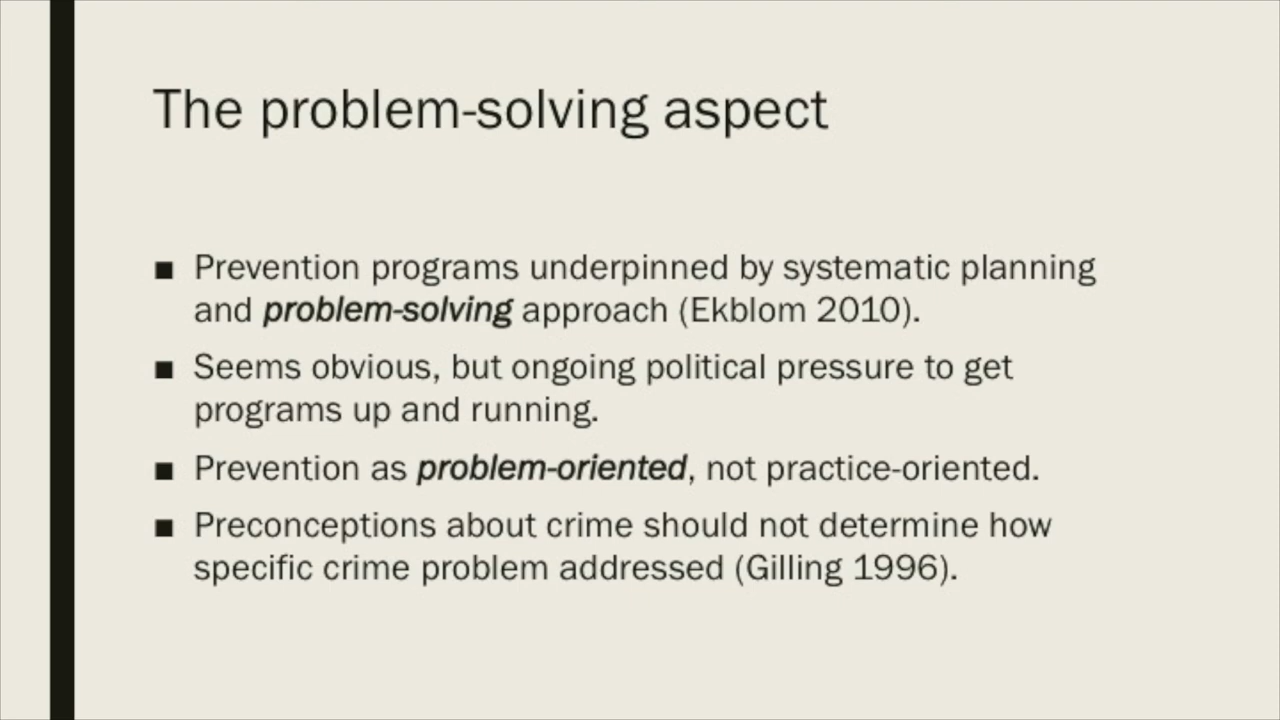 The problem-solving aspect
■ Prevention programs underpinned by systematic planning
and problem-solving approach (Ekblom 2010).
■ Seems obvious, but ongoing political pressure to get
programs up and running.
■ Prevention as problem-oriented, not practice-oriented.
■ Preconceptions about crime should not determine how
specific crime problem addressed (Gilling 1996).